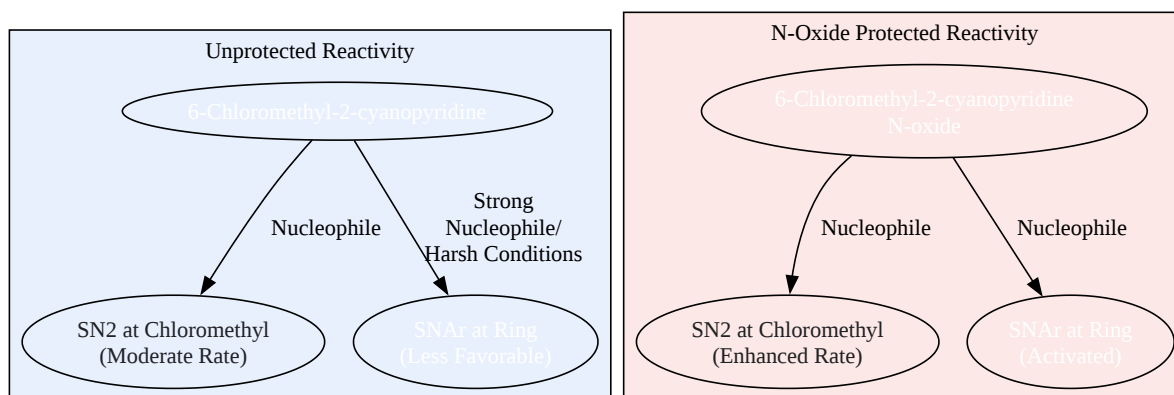 Unprotected Reactivity
6-Chloromethyl-2-cyanopyridine
Nucleophile
Strong
Nucleophile/
Harsh Conditions
SN2 at Chloromethyl
(Moderate Rate)
SNAr at Ring
(Less Favorable)
N-Oxide Protected Reactivity
6-Chloromethyl-2-cyanopyridine
N-oxide
Nucleophile
Nucleophile
SN2 at Chloromethyl
(Enhanced Rate)
SNAr at Ring
(Activated)